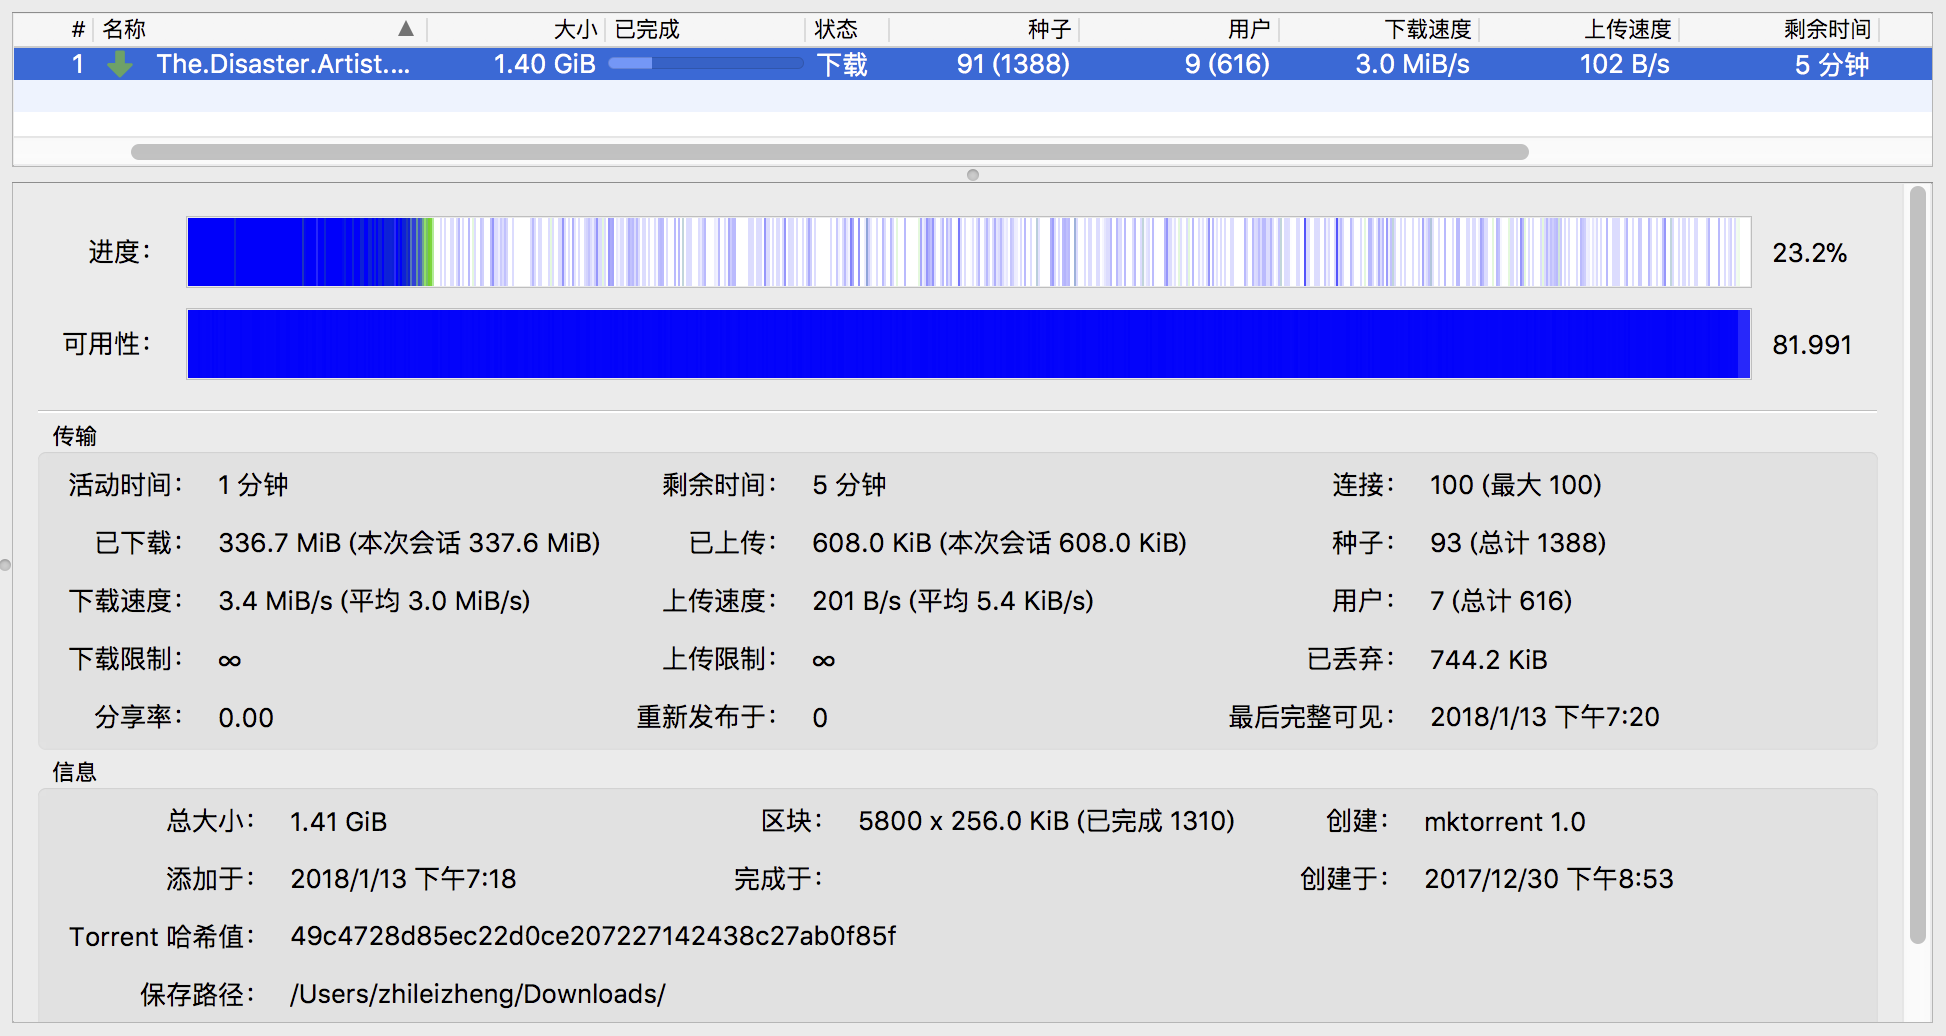 # 名称 ▲ 大小 已完成 状态 种子 用户 下载速度 上传速度 剩余时间
1 The.Disaster.Artist.... 1.40 GiB 下载 91 (1388) 9 (616) 3.0 MiB/s 102 B/s 5 分钟
进度： 23.2%
可用性： 81.991
传输
活动时间： 1 分钟 剩余时间： 5 分钟 连接： 100 (最大 100)
已下载： 336.7 MiB (本次会话 337.6 MiB) 已上传： 608.0 KiB (本次会话 608.0 KiB) 种子： 93 (总计 1388)
下载速度： 3.4 MiB/s (平均 3.0 MiB/s) 上传速度： 201 B/s (平均 5.4 KiB/s) 用户： 7 (总计 616)
下载限制： ∞ 上传限制： ∞ 已丢弃： 744.2 KiB
分享率： 0.00 重新发布于： 0 最后完整可见： 2018/1/13 下午7:20
信息
总大小： 1.41 GiB 区块： 5800 x 256.0 KiB (已完成 1310) 创建： mktorrent 1.0
添加于： 2018/1/13 下午7:18 完成于： 创建于： 2017/12/30 下午8:53
Torrent 哈希值： 49c4728d85ec22d0ce207227142438c27ab0f85f
保存路径： /Users/zhileizheng/Downloads/